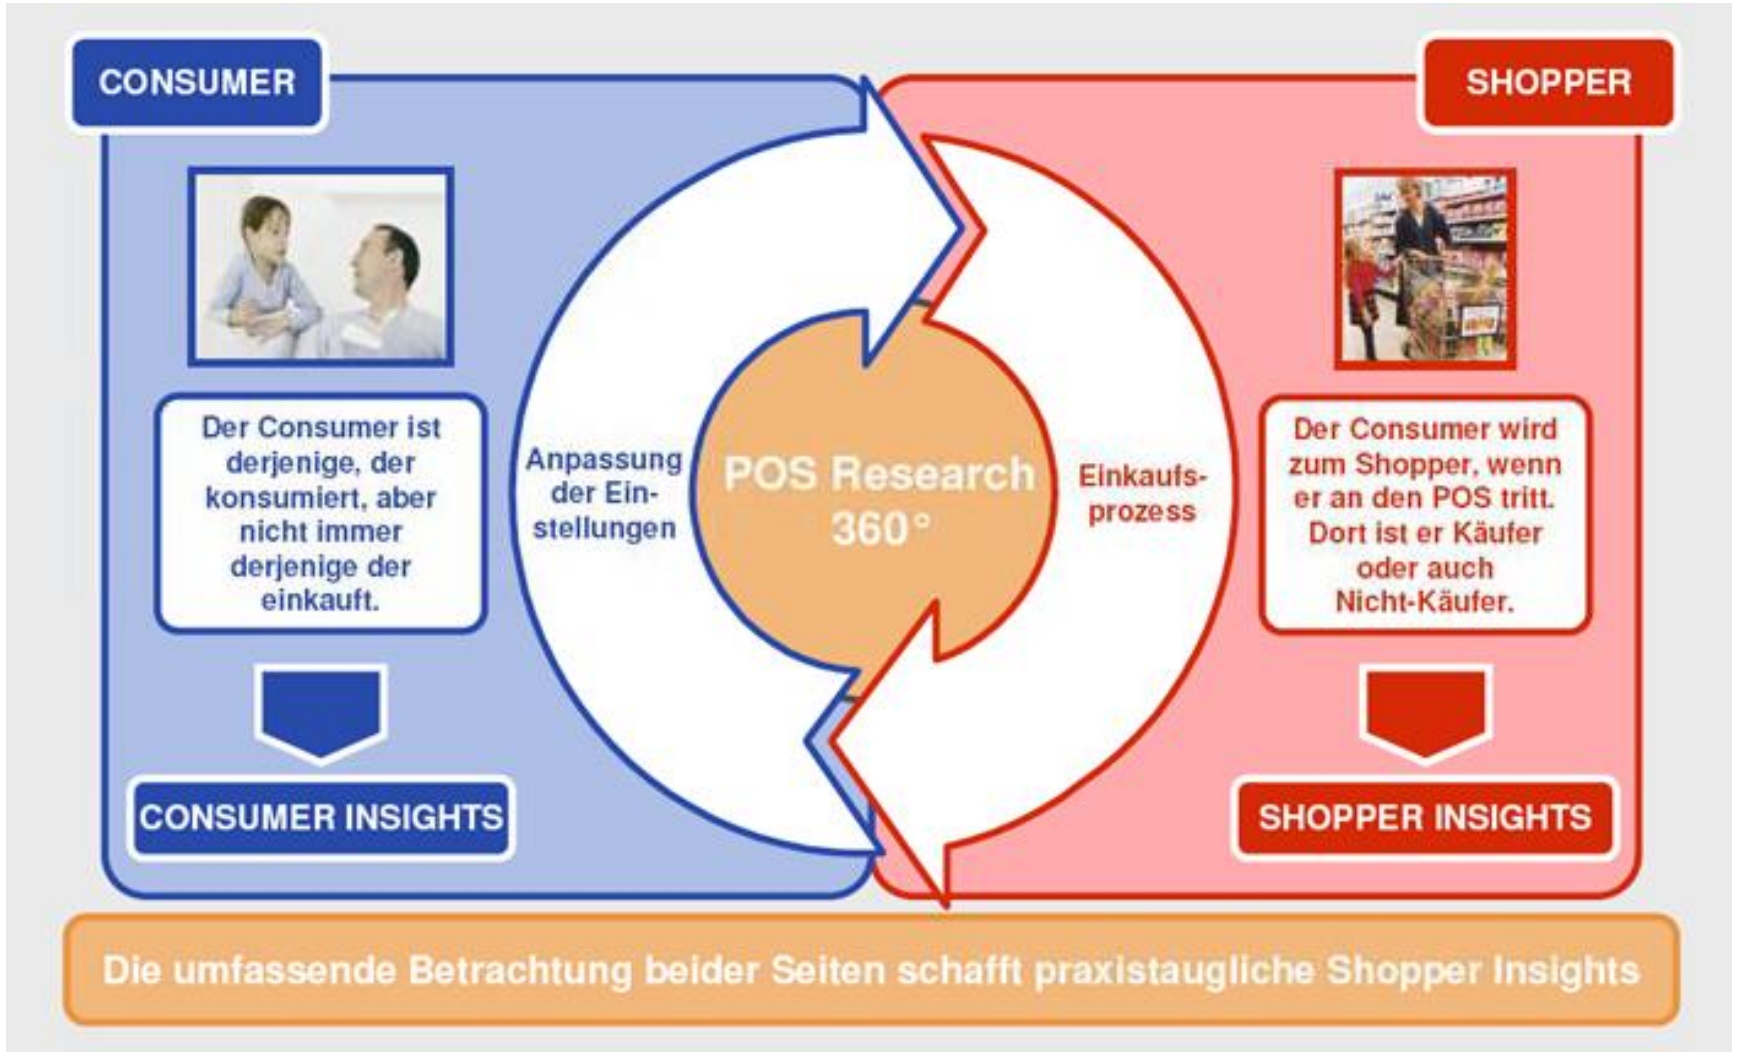 CONSUMER
SHOPPER
Der Consumer ist
derjenige, der
konsumiert, aber
nicht immer
derjenige der
einkauft.
Anpassung
der Ein-
stellungen
POS Research
360°
Einkaufs-
prozess
Der Consumer wird
zum Shopper, wenn
er an den POS tritt.
Dort ist er Käufer
oder auch
Nicht-Käufer.
CONSUMER INSIGHTS
SHOPPER INSIGHTS
Die umfassende Betrachtung beider Seiten schafft praxistaugliche Shopper Insights